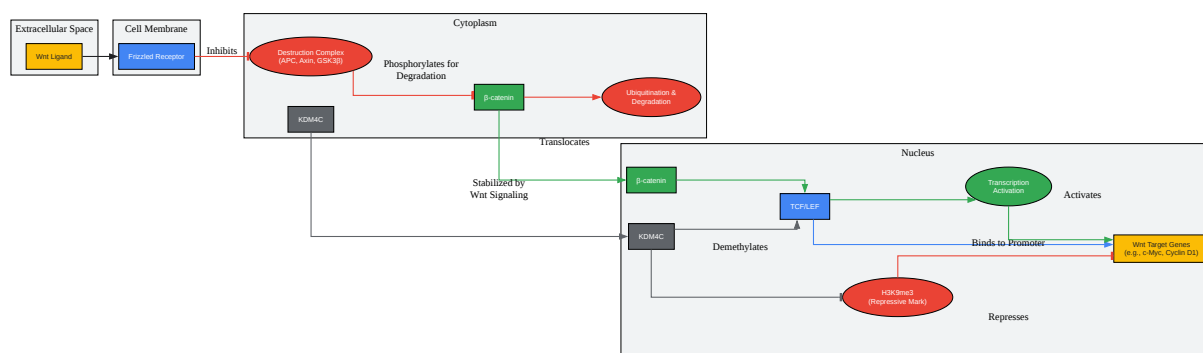 Extracellular Space
Wnt Ligand
Cell Membrane
Frizzled Receptor
Inhibits
Cytoplasm
Destruction Complex
(APC, Axin, GSK3β)
Phosphorylates for
Degradation
β-catenin
Ubiquitination &
Degradation
KDM4C
Translocates
Stabilized by
Wnt Signaling
Nucleus
β-catenin
TCF/LEF
Transcription
Activation
Activates
KDM4C
Demethylates
Binds to Promoter
Wnt Target Genes
(e.g., c-Myc, Cyclin D1)
H3K9me3
(Repressive Mark)
Represses